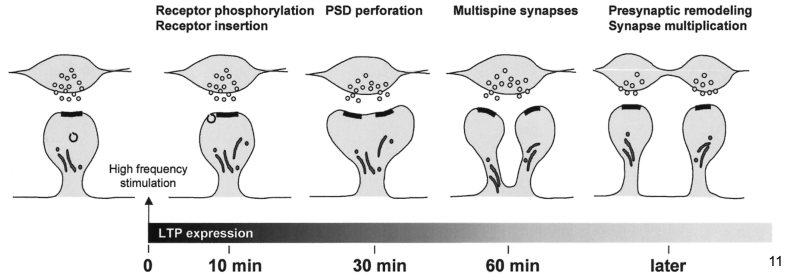 Receptor phosphorylation
Receptor insertion
PSD perforation
Multispine synapses
Presynaptic remodeling
Synapse multiplication
High frequency
stimulation
LTP expression
0
10 min
30 min
60 min
later
11